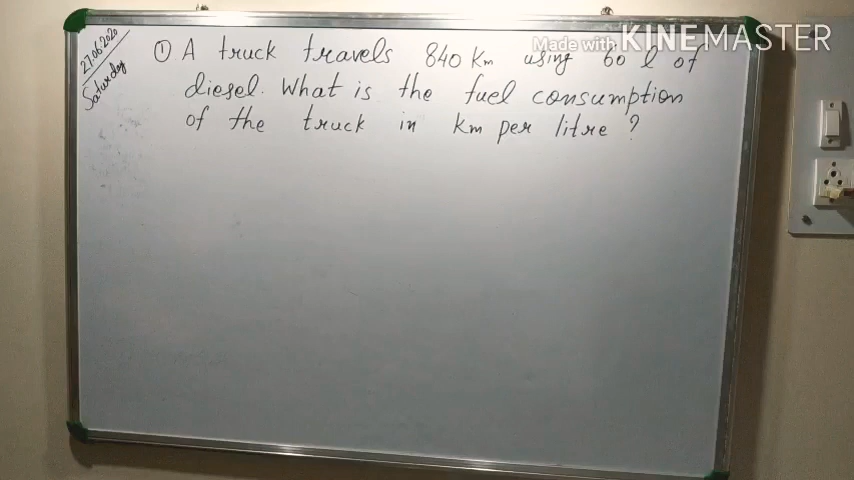 Made with KINEMASTER
27.06.2020
Saturday
① A truck travels 840 km using 60 l of
diesel. What is the fuel consumption
of the truck in km per litre ?